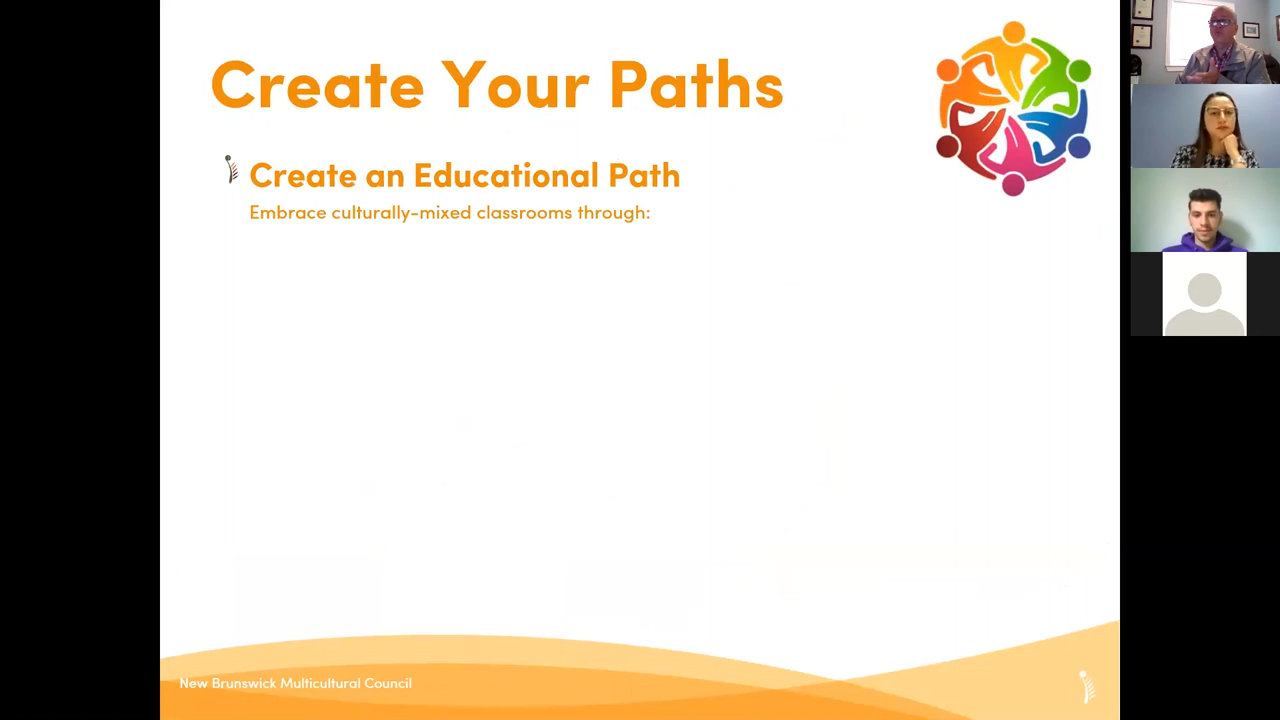 Create Your Paths
Create an Educational Path
Embrace culturally-mixed classrooms through:
New Brunswick Multicultural Council